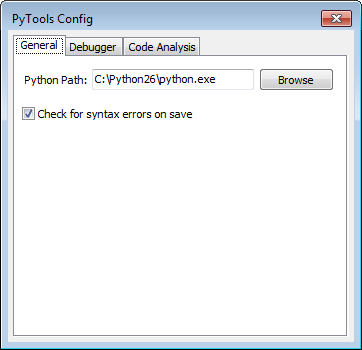 PyTools Config
General Debugger Code Analysis
Python Path: C:\Python26\python.exe Browse
Check for syntax errors on save